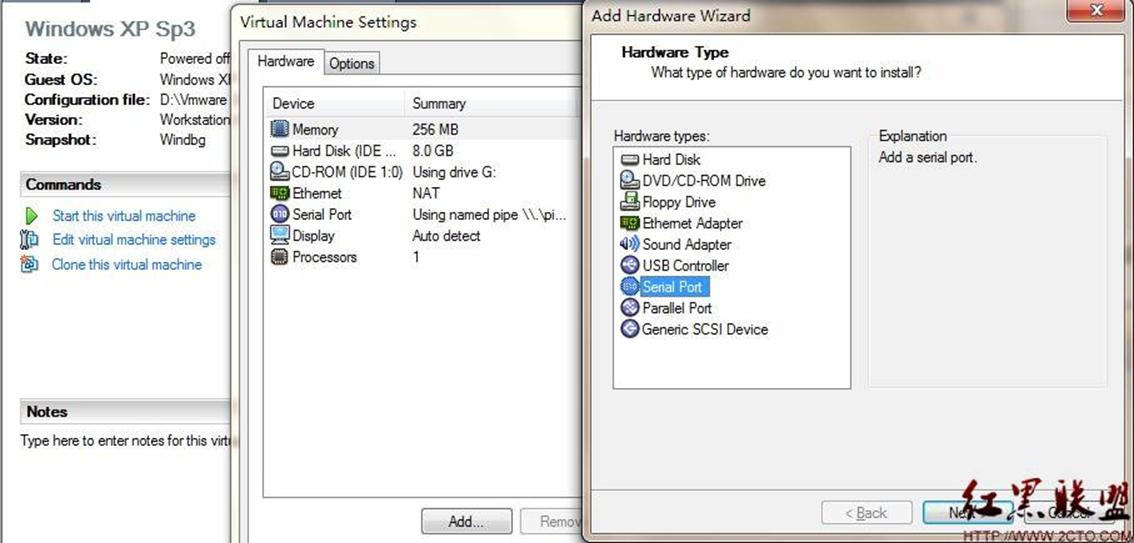 Windows XP Sp3
State: Powered off
Guest OS: Windows XP
Configuration file: D:\Vmware
Version: Workstation
Snapshot: Windbg
Commands
Start this virtual machine
Edit virtual machine settings
Clone this virtual machine
Notes
Type here to enter notes for this
Virtual Machine Settings
Hardware Options
Device Summary
Memory 256 MB
Hard Disk (IDE ... 8.0 GB
CD-ROM (IDE 1:0) Using drive G:
Ethernet NAT
Serial Port Using named pipe \\.\pi...
Display Auto detect
Processors 1
Add... Remov
Add Hardware Wizard
Hardware Type
What type of hardware do you want to install?
Hardware types:
Hard Disk
DVD/CD-ROM Drive
Floppy Drive
Ethernet Adapter
Sound Adapter
USB Controller
Serial Port
Parallel Port
Generic SCSI Device
Explanation
Add a serial port.
< Back
红黑联盟
HTTP://WWW.2CTO.COM